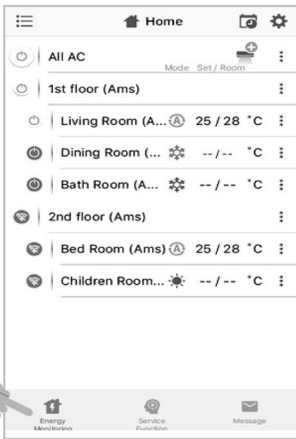 Home
All AC
Mode Set / Room
1st floor (Ams)
Living Room (A... A 25 / 28 °C
Dining Room (... -- / -- °C
Bath Room (A... -- / -- °C
2nd floor (Ams)
Bed Room (Ams) A 25 / 28 °C
Children Room... -- / -- °C
Energy
Monitoring
Service
Function
Message